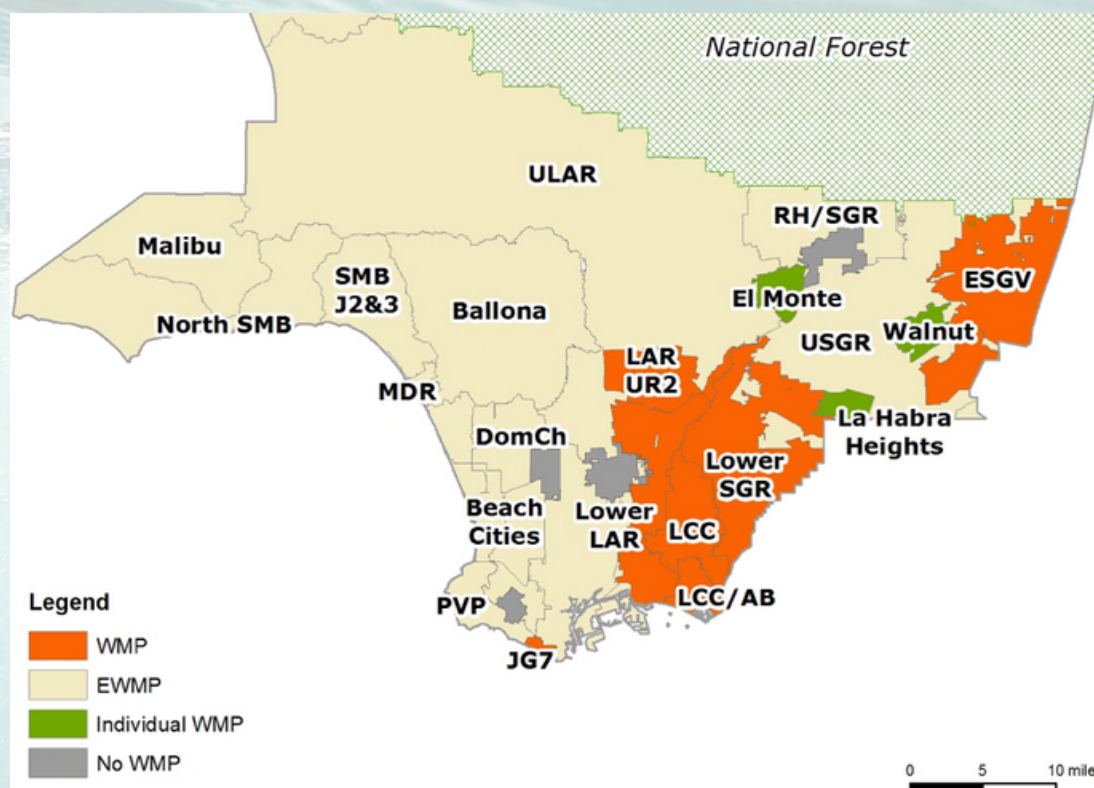 National Forest
ULAR
RH/SGR
Malibu
SMB
J2&3
ESGV
El Monte
Ballona
North SMB
Walnut
USGR
LAR
UR2
MDR
La Habra
Heights
DomCh
Lower
SGR
Beach
Cities
Lower
LAR
LCC
PVP
LCC/AB
JG7
Legend
WMP
EWMP
Individual WMP
No WMP
0 5 10 mile